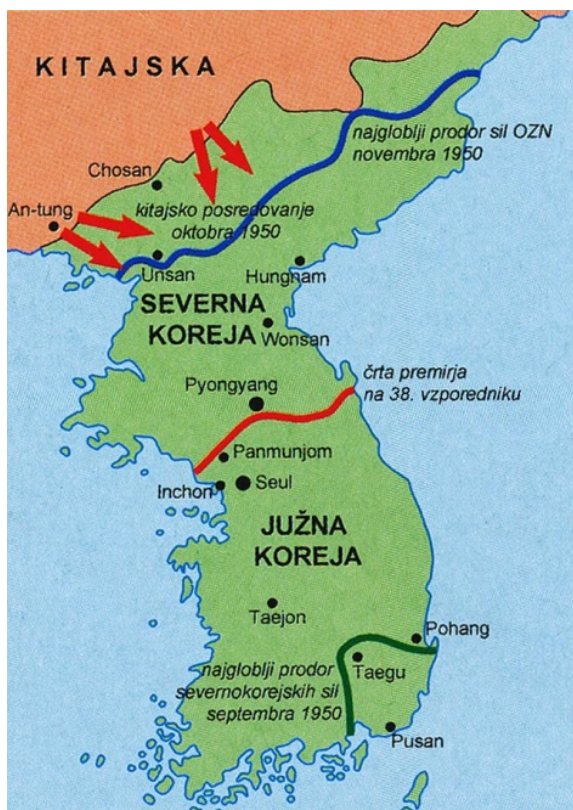 KITAJSKA
najgloblji prodor sil OZN
novembra 1950
Chosan
An-tung
kitajsko posredovanje
oktobra 1950
Unsan
Hungnam
SEVERNA
KOREJA
Wonsan
črta premirja
na 38. vzporedniku
Pyongyang
Panmunjom
Inchon
Seul
JUŽNA
KOREJA
Taejon
Pohang
najgloblji prodor
severnokorejskih sil
septembra 1950
Taegu
Pusan